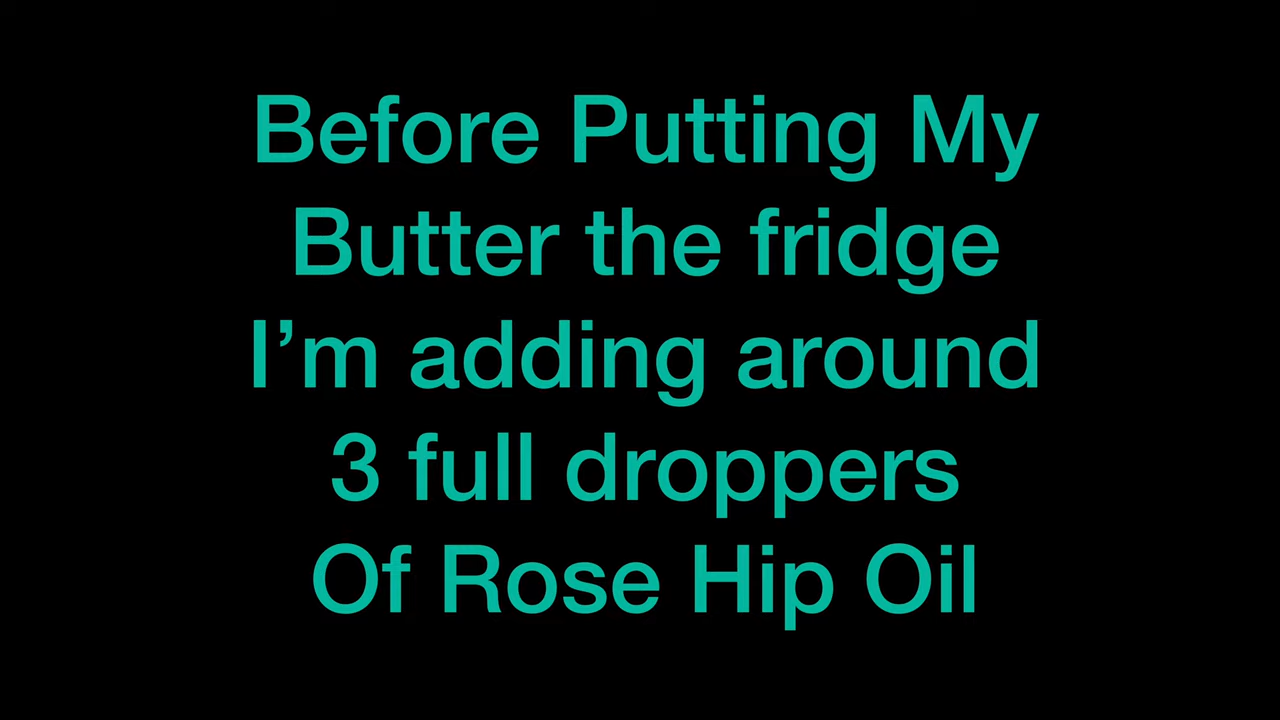 Before Putting My
Butter the fridge
I’m adding around
3 full droppers
Of Rose Hip Oil